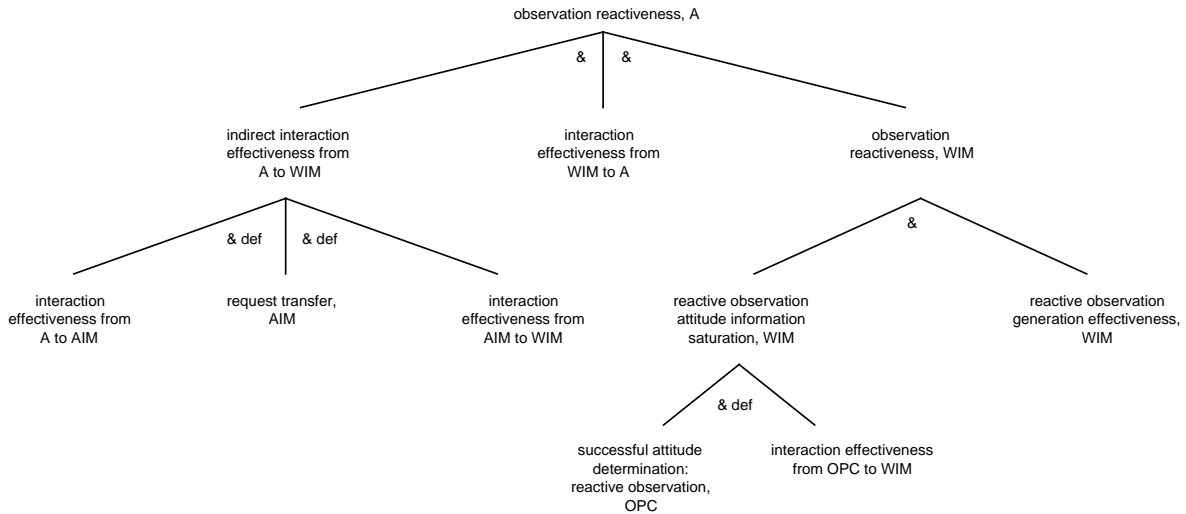 observation reactiveness, A
& &
indirect interaction
effectiveness from
A to WIM
interaction
effectiveness from
WIM to A
observation
reactiveness, WIM
& def & def
&
interaction
effectiveness from
A to AIM
request transfer,
AIM
interaction
effectiveness from
AIM to WIM
reactive observation
attitude information
saturation, WIM
reactive observation
generation effectiveness,
WIM
& def
successful attitude
determination:
reactive observation,
OPC
interaction effectiveness
from OPC to WIM